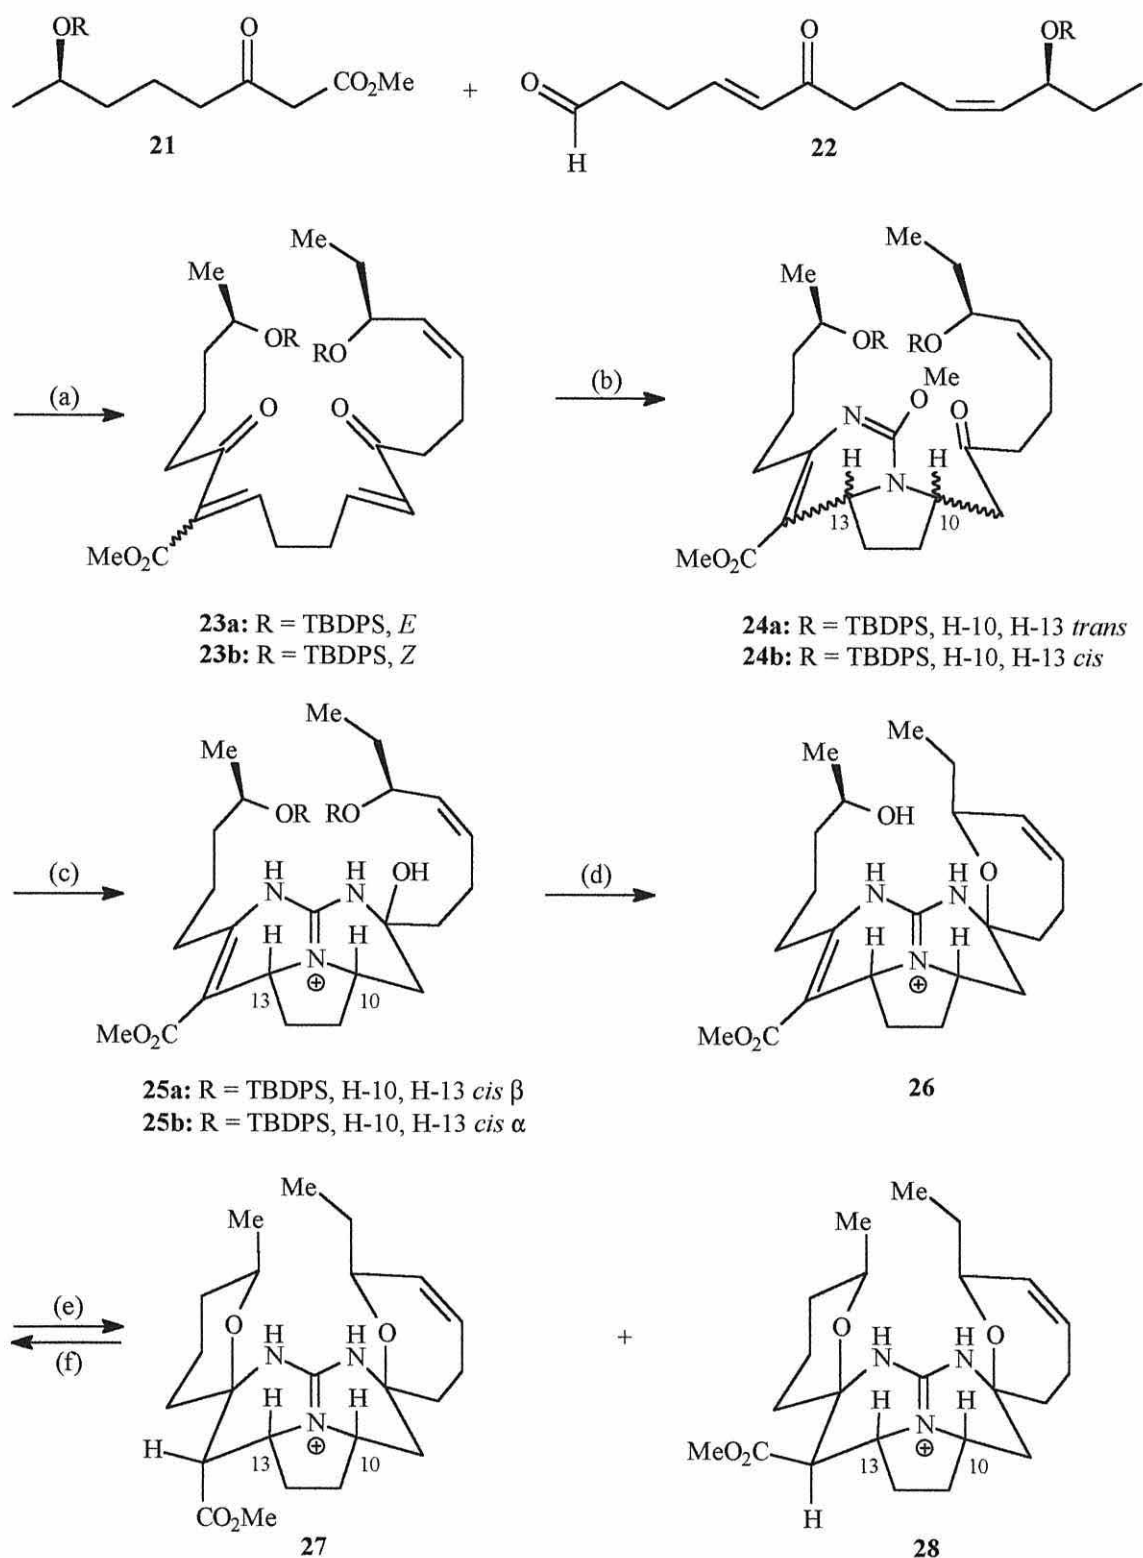 OR
O
CO₂Me
21
+
O
H
O
OR
22
(a)
Me
Me
OR
RO
O
O
MeO₂C
23a: R = TBDPS, E
23b: R = TBDPS, Z
(b)
Me
Me
OR
RO
Me
O
O
N
H
H
N
13
10
MeO₂C
24a: R = TBDPS, H-10, H-13 trans
24b: R = TBDPS, H-10, H-13 cis
(c)
Me
Me
OR
RO
H
H
OH
N
N
H
H
N
⊕
13
10
MeO₂C
25a: R = TBDPS, H-10, H-13 cis β
25b: R = TBDPS, H-10, H-13 cis α
(d)
Me
Me
OH
O
H
H
N
N
H
H
N
⊕
13
10
MeO₂C
26
(e)
(f)
Me
Me
O
O
H
H
N
N
H
H
N
⊕
H
13
10
CO₂Me
27
+
Me
Me
O
O
H
H
N
N
H
H
N
⊕
MeO₂C
13
10
H
28